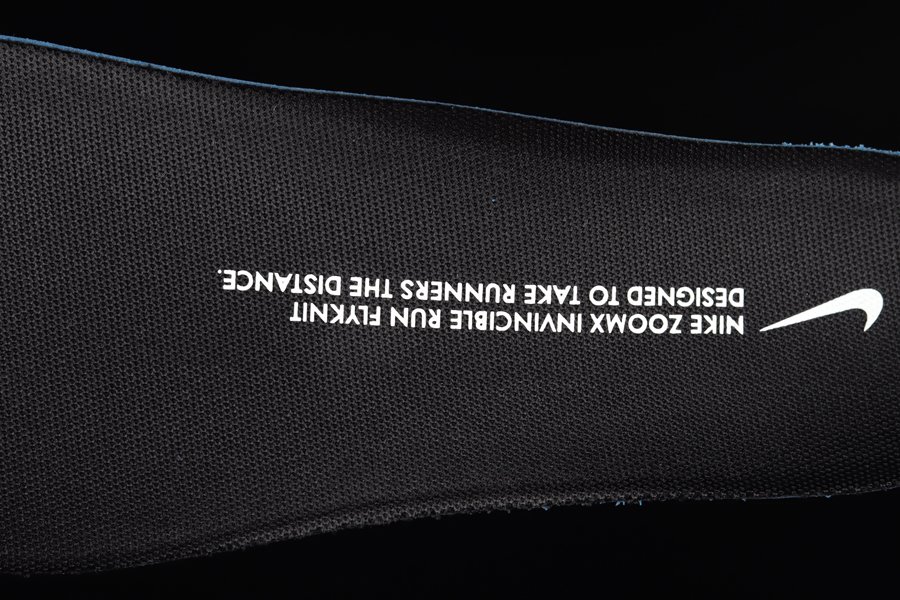 NIKE ZOOMX INVINCIBLE RUN FLYKNIT
DESIGNED TO TAKE RUNNERS THE DISTANCE.